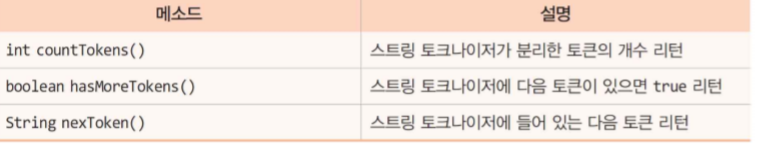 메소드 설명
int countTokens() 스트링 토크나이저가 분리한 토큰의 개수 리턴
boolean hasMoreTokens() 스트링 토크나이저에 다음 토큰이 있으면 true 리턴
String nexToken() 스트링 토크나이저에 들어 있는 다음 토큰 리턴